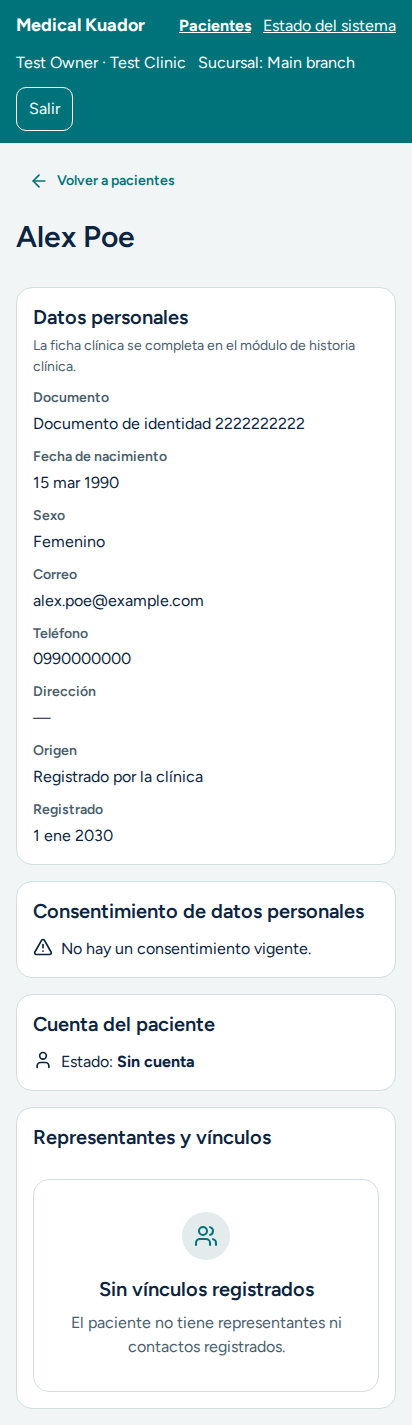 Medical Kuador
Pacientes
Estado del sistema
Test Owner · Test Clinic
Sucursal: Main branch
Salir
Volver a pacientes
Alex Poe
Datos personales
La ficha clínica se completa en el módulo de historia
clínica.
Documento
Documento de identidad 2222222222
Fecha de nacimiento
15 mar 1990
Sexo
Femenino
Correo
alex.poe@example.com
Teléfono
0990000000
Dirección
—
Origen
Registrado por la clínica
Registrado
1 ene 2030
Consentimiento de datos personales
No hay un consentimiento vigente.
Cuenta del paciente
Estado: Sin cuenta
Representantes y vínculos
Sin vínculos registrados
El paciente no tiene representantes ni
contactos registrados.